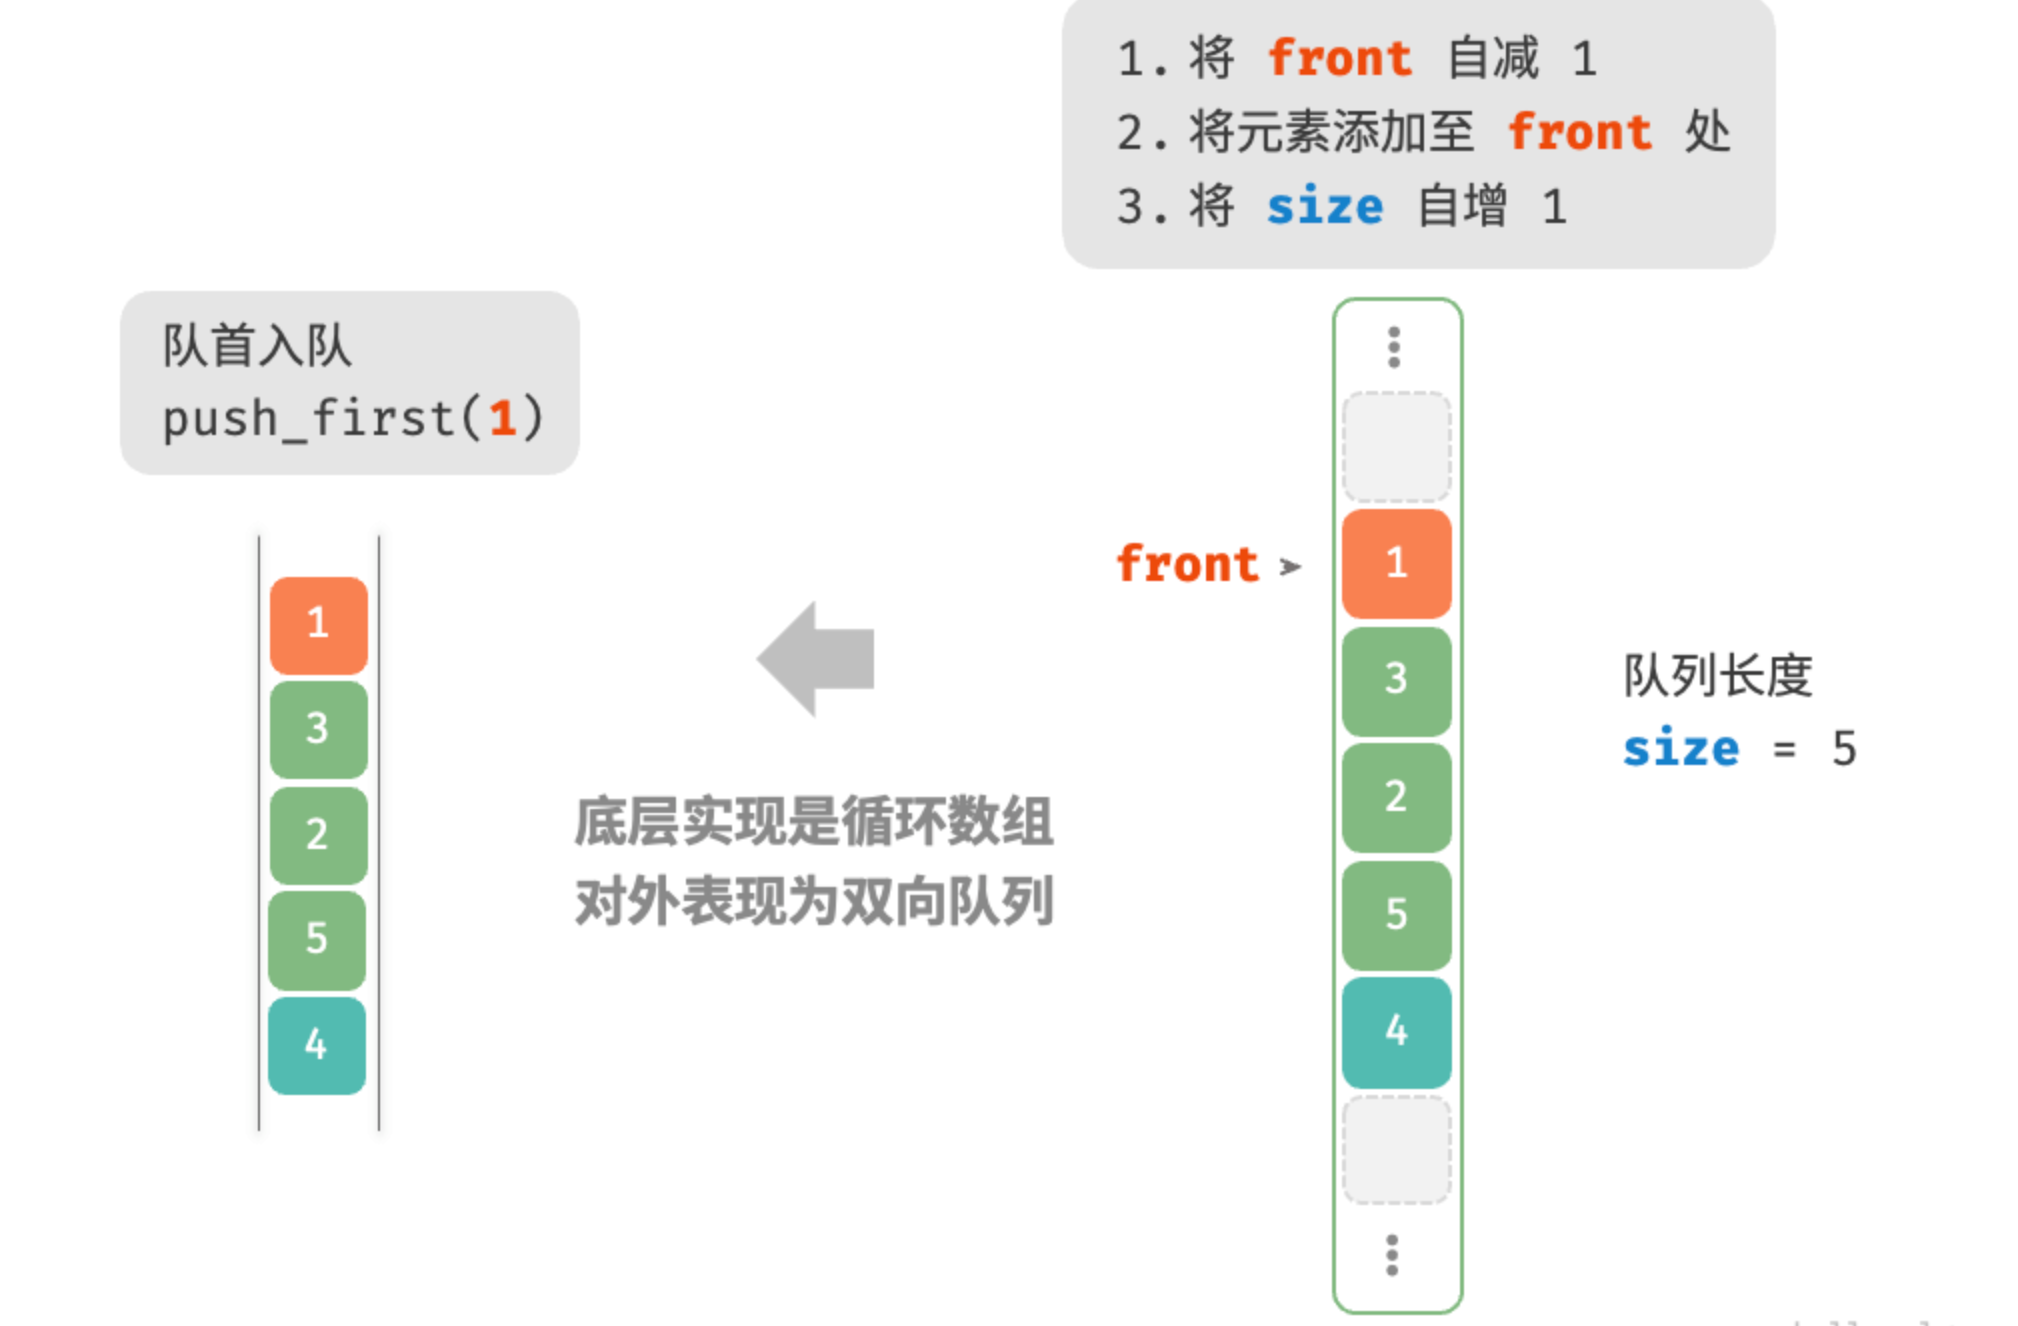 1. 将 front 自减 1
2. 将元素添加至 front 处
3. 将 size 自增 1
队首入队
push_first(1)
1
3
2
5
4
底层实现是循环数组
对外表现为双向队列
front >
1
3
2
5
4
队列长度
size = 5